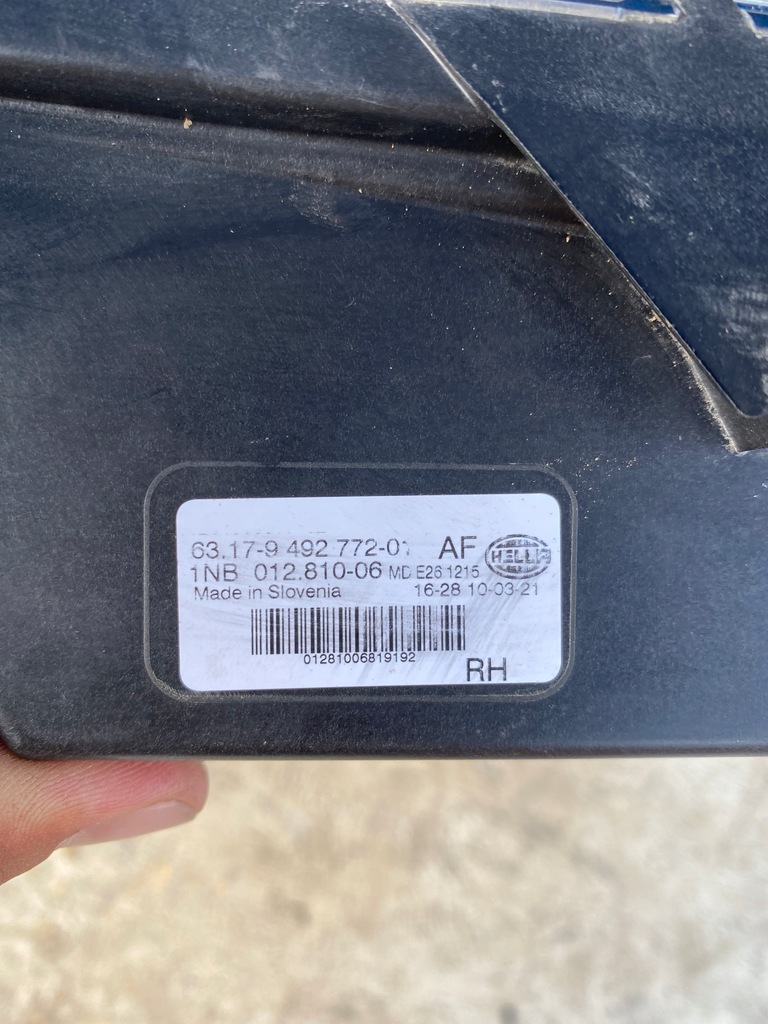 63.17-9 492 772-01 AF HELLA
1NB 012.810-06 MD E26 1215
Made in Slovenia 16-28 10-03-21
01281006819192
RH